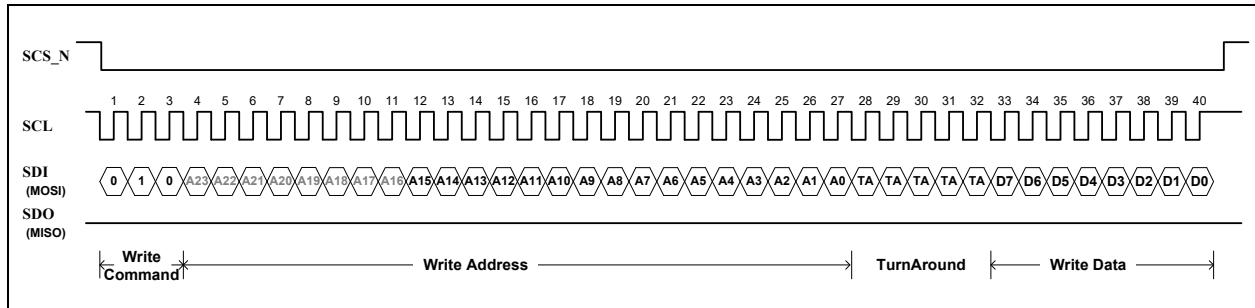 SCS_N
1 2 3 4 5 6 7 8 9 10 11 12 13 14 15 16 17 18 19 20 21 22 23 24 25 26 27 28 29 30 31 32 33 34 35 36 37 38 39 40
SCL
SDI
(MOSI)
0 1 0 A23 A22 A21 A20 A19 A18 A17 A16 A15 A14 A13 A12 A11 A10 A9 A8 A7 A6 A5 A4 A3 A2 A1 A0 TA TA TA TA TA D7 D6 D5 D4 D3 D2 D1 D0
SDO
(MISO)
Write
Command
Write Address
TurnAround
Write Data